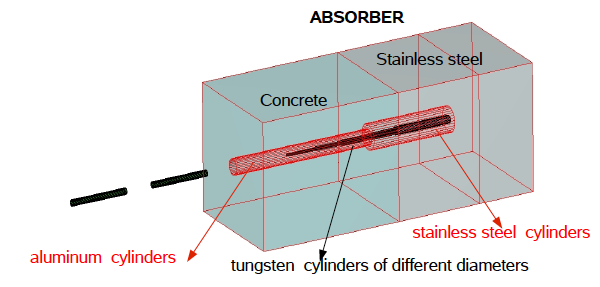 ABSORBER
Stainless steel
Concrete
stainless steel cylinders
aluminum cylinders
tungsten cylinders of different diameters